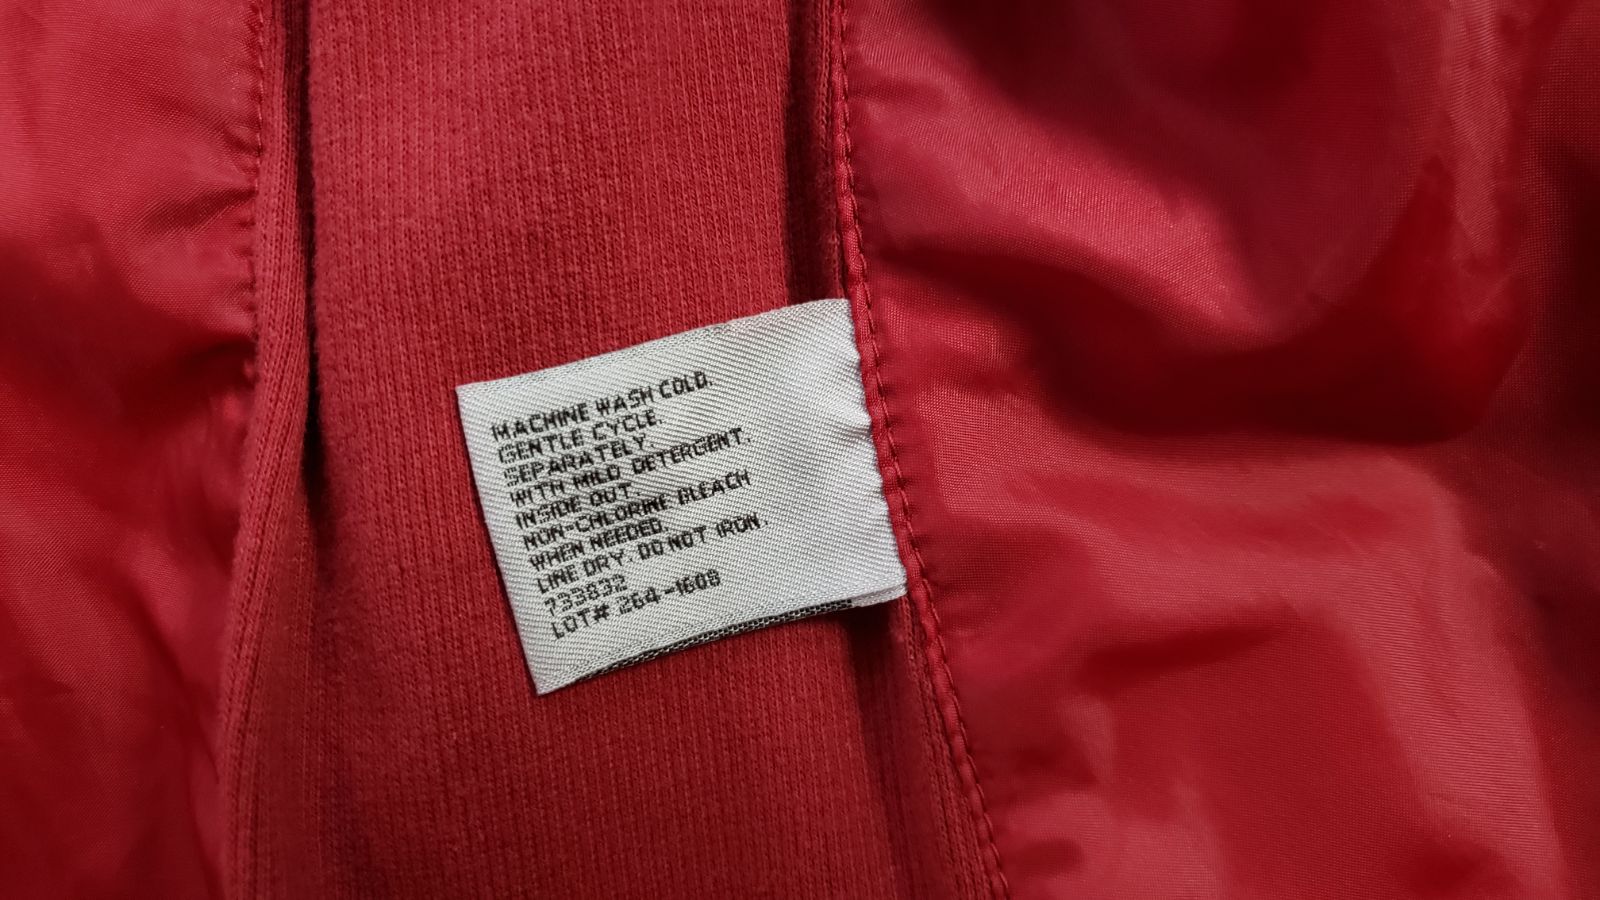 MACHINE WASH COLD.
GENTLE CYCLE.
SEPARATELY.
WITH MILD DETERGENT.
INSIDE OUT.
NON-CHLORINE BLEACH
WHEN NEEDED.
LINE DRY. DO NOT IRON.
733832
LOT# 264-1608